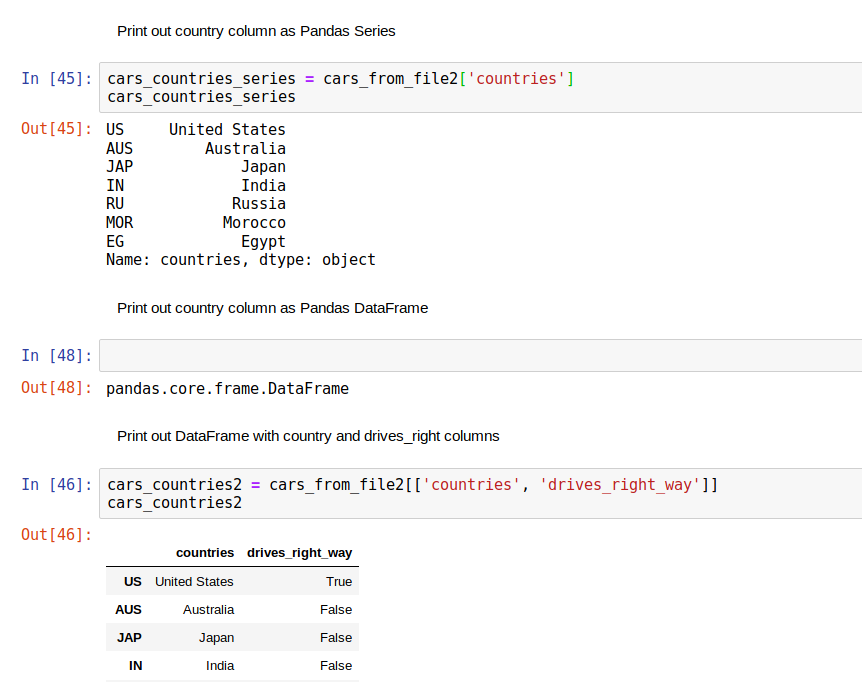 Print out country column as Pandas Series
In [45]: cars_countries_series = cars_from_file2['countries']
cars_countries_series
Out[45]: US     United States
AUS        Australia
JAP            Japan
IN             India
RU            Russia
MOR          Morocco
EG             Egypt
Name: countries, dtype: object
Print out country column as Pandas DataFrame
In [48]:
Out[48]: pandas.core.frame.DataFrame
Print out DataFrame with country and drives_right columns
In [46]: cars_countries2 = cars_from_file2[['countries', 'drives_right_way']]
cars_countries2
Out[46]:
countries drives_right_way
US United States True
AUS Australia False
JAP Japan False
IN India False